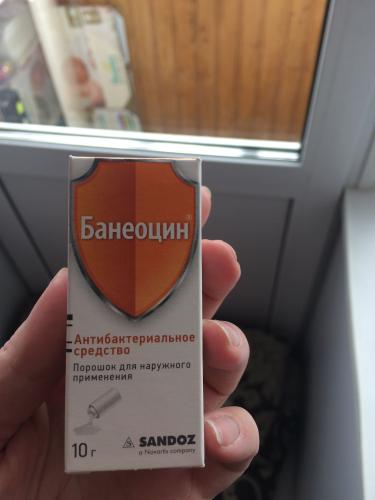 Банеоцин®
Антибактериальное
средство
Порошок для наружного
применения
10 г
SANDOZ
a Novartis company